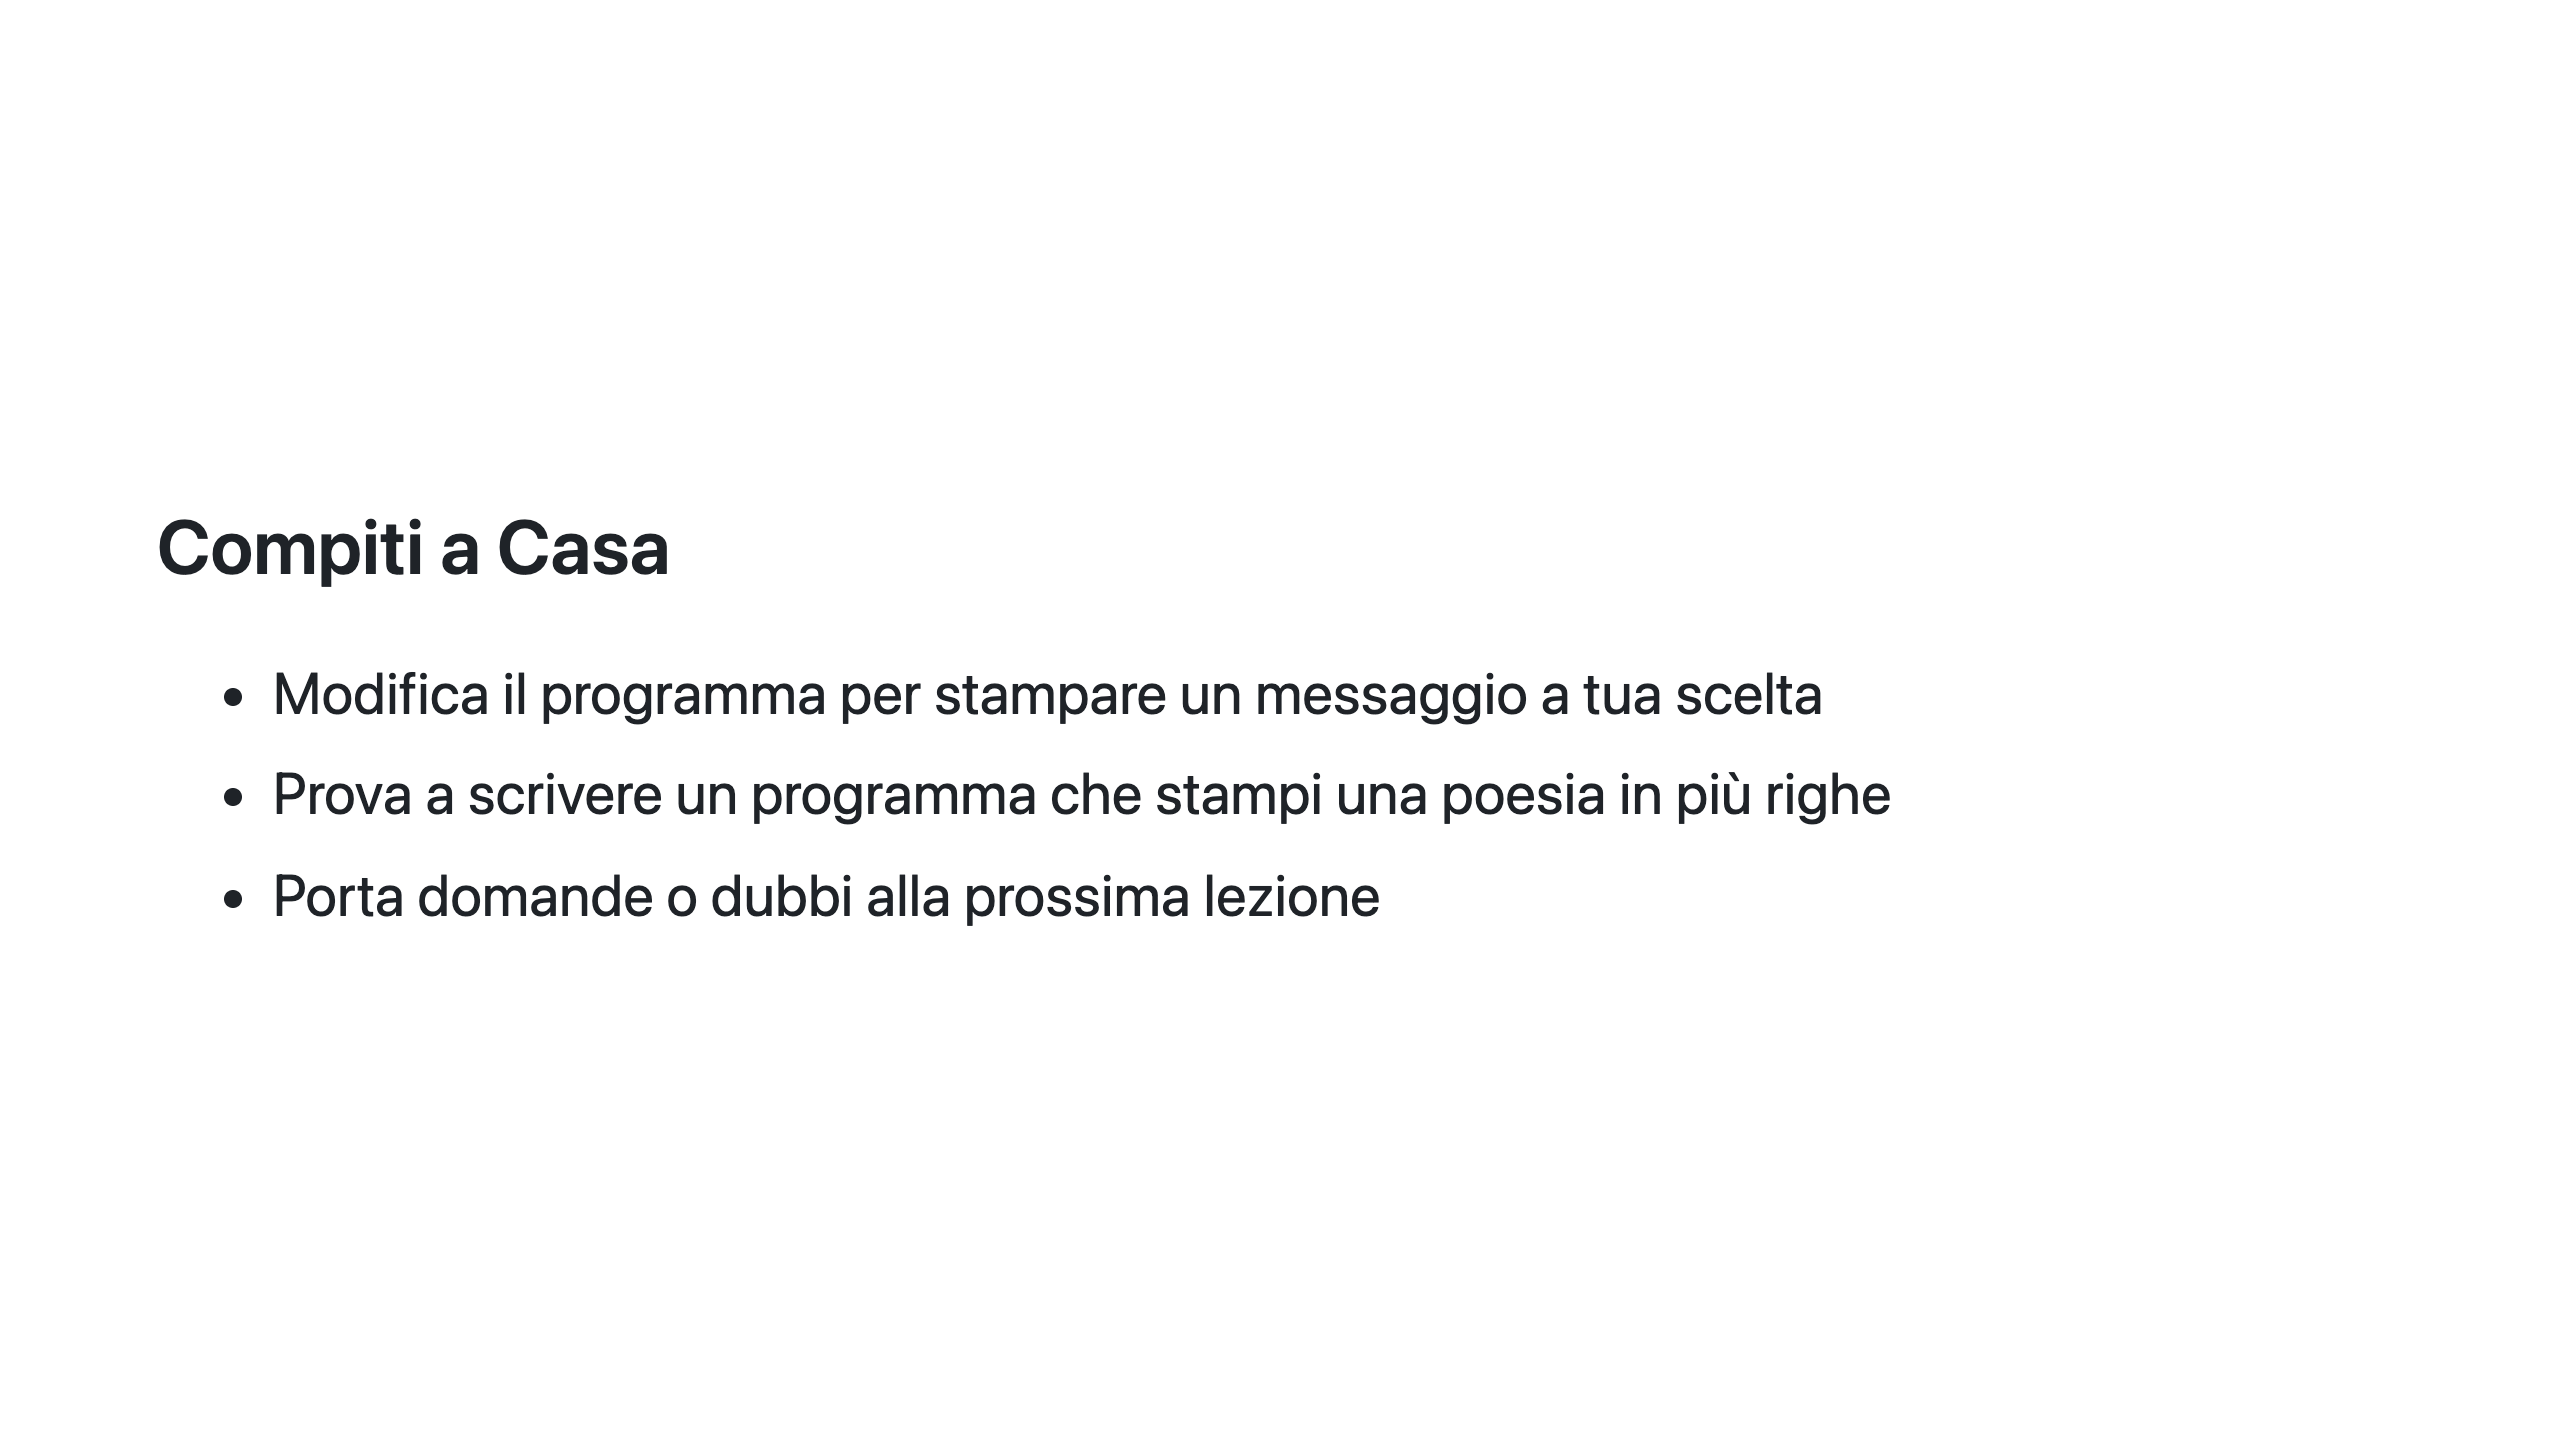 Compiti a Casa
• Modifica il programma per stampare un messaggio a tua scelta
• Prova a scrivere un programma che stampi una poesia in più righe
• Porta domande o dubbi alla prossima lezione